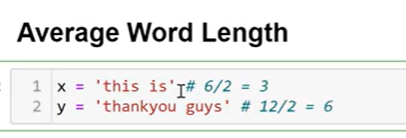 Average Word Length
1 x = 'this is' # 6/2 = 3
2 y = 'thankyou guys' # 12/2 = 6